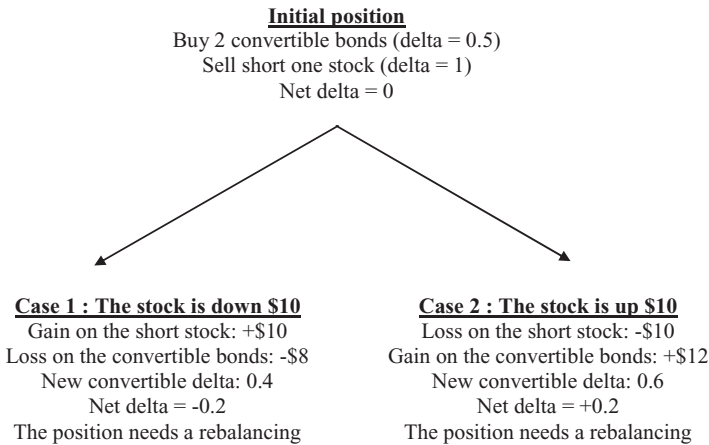 Initial position
Buy 2 convertible bonds (delta = 0.5)
Sell short one stock (delta = 1)
Net delta = 0
Case 1 : The stock is down $10
Gain on the short stock: +$10
Loss on the convertible bonds: -$8
New convertible delta: 0.4
Net delta = -0.2
The position needs a rebalancing
Case 2 : The stock is up $10
Loss on the short stock: -$10
Gain on the convertible bonds: +$12
New convertible delta: 0.6
Net delta = +0.2
The position needs a rebalancing